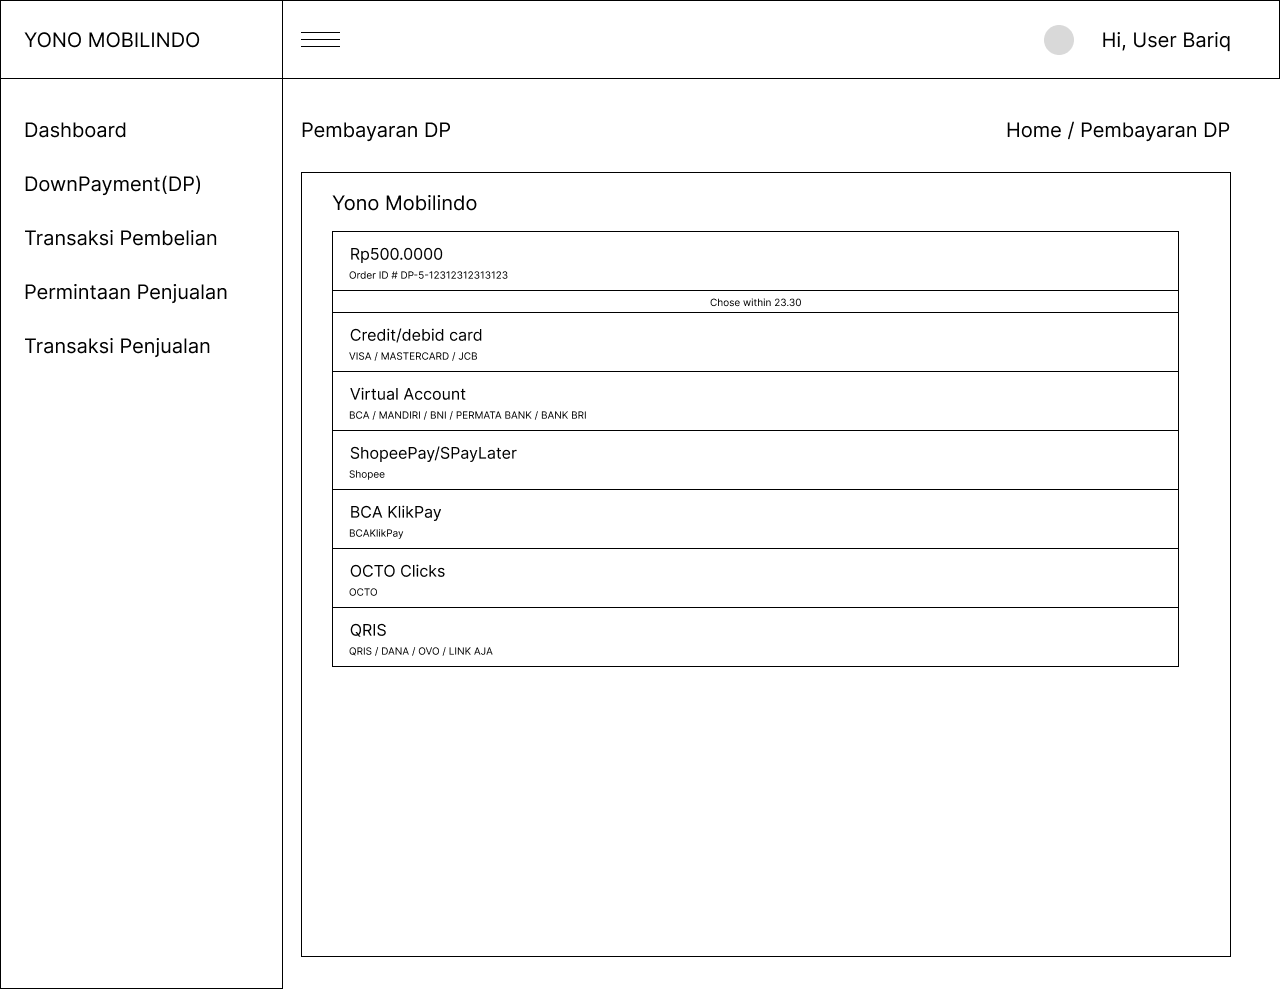 YONO MOBILINDO
Hi, User Bariq
Dashboard
DownPayment(DP)
Transaksi Pembelian
Permintaan Penjualan
Transaksi Penjualan
Pembayaran DP
Home / Pembayaran DP
Yono Mobilindo
Rp500.0000
Order ID # DP-5-12312312313123
Chose within 23.30
Credit/debid card
VISA / MASTERCARD / JCB
Virtual Account
BCA / MANDIRI / BNI / PERMATA BANK / BANK BRI
ShopeePay/SPayLater
Shopee
BCA KlikPay
BCAKlikPay
OCTO Clicks
OCTO
QRIS
QRIS / DANA / OVO / LINK AJA